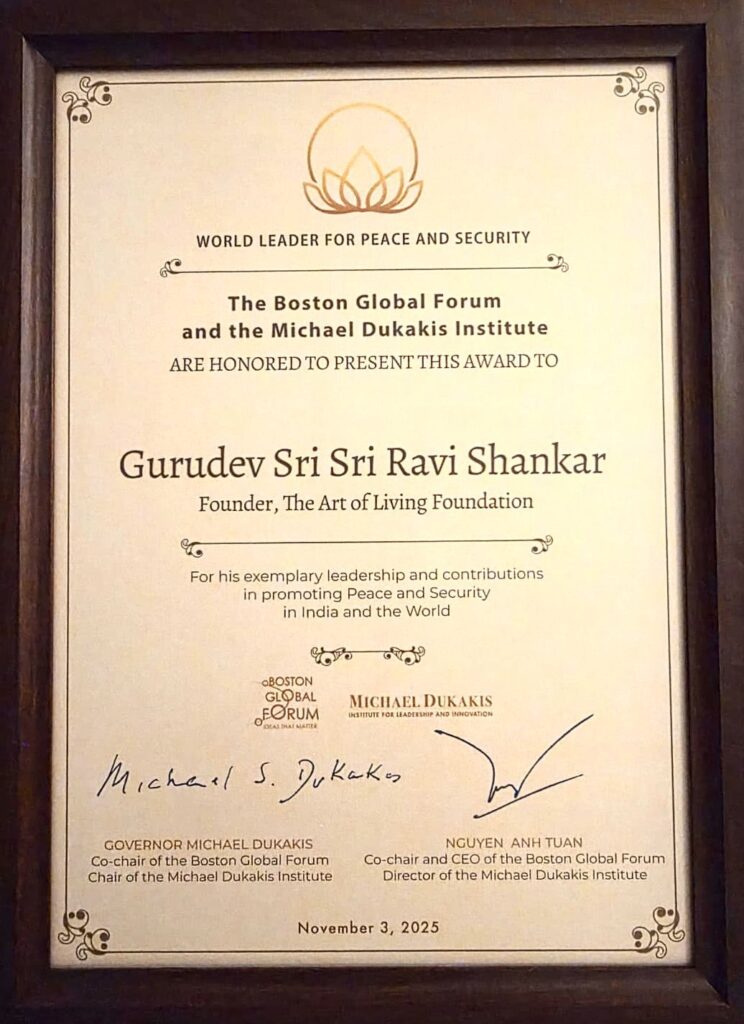 WORLD LEADER FOR PEACE AND SECURITY
The Boston Global Forum
and the Michael Dukakis Institute
ARE HONORED TO PRESENT THIS AWARD TO
Gurudev Sri Sri Ravi Shankar
Founder, The Art of Living Foundation
For his exemplary leadership and contributions
in promoting Peace and Security
in India and the World
BOSTON
GLOBAL
FORUM
IDEAS THAT MATTER
MICHAEL DUKAKIS
INSTITUTE FOR LEADERSHIP AND INNOVATION
Michael S. Dukakis
GOVERNOR MICHAEL DUKAKIS
Co-chair of the Boston Global Forum
Chair of the Michael Dukakis Institute
NGUYEN ANH TUAN
Co-chair and CEO of the Boston Global Forum
Director of the Michael Dukakis Institute
November 3, 2025